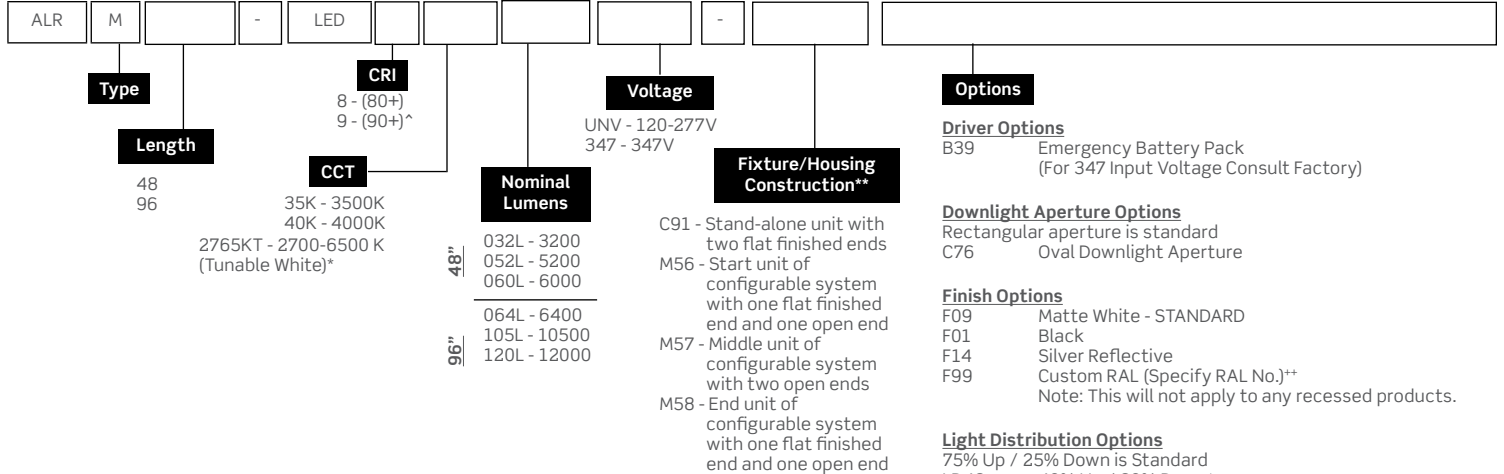 ALR M - LED -
Type
Length
48
96
CRI
8 - (80+)
9 - (90+)^
CCT
35K - 3500K
40K - 4000K
2765KT - 2700-6500 K
(Tunable White)*
Nominal
Lumens
48”
032L - 3200
052L - 5200
060L - 6000
96”
064L - 6400
105L - 10500
120L - 12000
Voltage
UNV - 120-277V
347 - 347V
Fixture/Housing
Construction**
C91 - Stand-alone unit with
two flat finished ends
M56 - Start unit of
configurable system
with one flat finished
end and one open end
M57 - Middle unit of
configurable system
with two open ends
M58 - End unit of
configurable system
with one flat finished
end and one open end
Options
Driver Options
B39 Emergency Battery Pack
(For 347 Input Voltage Consult Factory)
Downlight Aperture Options
Rectangular aperture is standard
C76 Oval Downlight Aperture
Finish Options
F09 Matte White - STANDARD
F01 Black
F14 Silver Reflective
F99 Custom RAL (Specify RAL No.)++
Note: This will not apply to any recessed products.
Light Distribution Options
75% Up / 25% Down is Standard